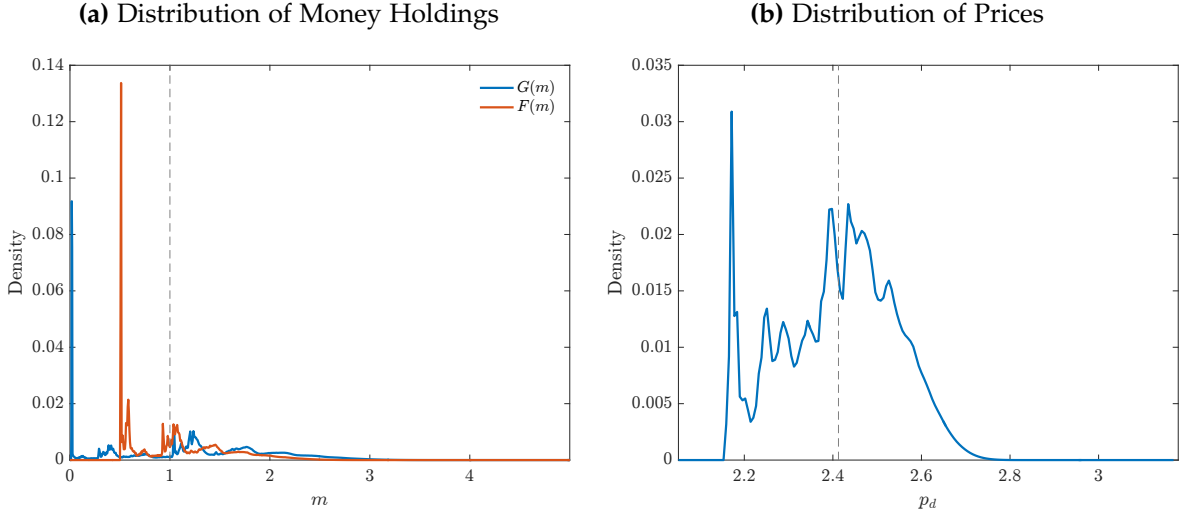 (a) Distribution of Money Holdings
0.14
0.12
0.1
0.08
0.06
0.04
0.02
0
Density
G(m)
F(m)
0 1 2 3 4
m
(b) Distribution of Prices
0.035
0.03
0.025
0.02
0.015
0.01
0.005
0
Density
2.2 2.4 2.6 2.8 3
p_d